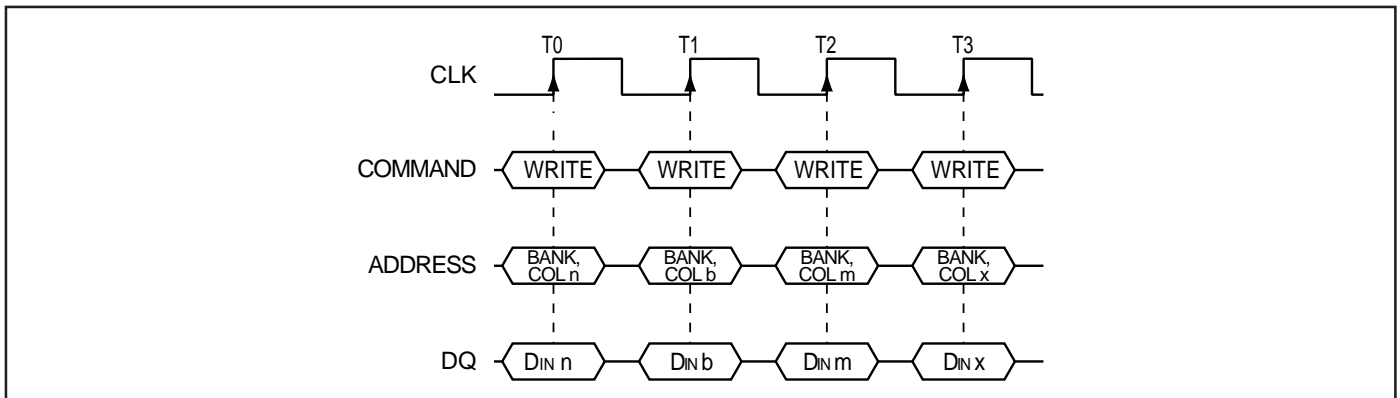 T0 T1 T2 T3
CLK
COMMAND WRITE WRITE WRITE WRITE
ADDRESS BANK, BANK, BANK, BANK,
COL n COL b COL m COL x
DQ DIN n DIN b DIN m DIN x